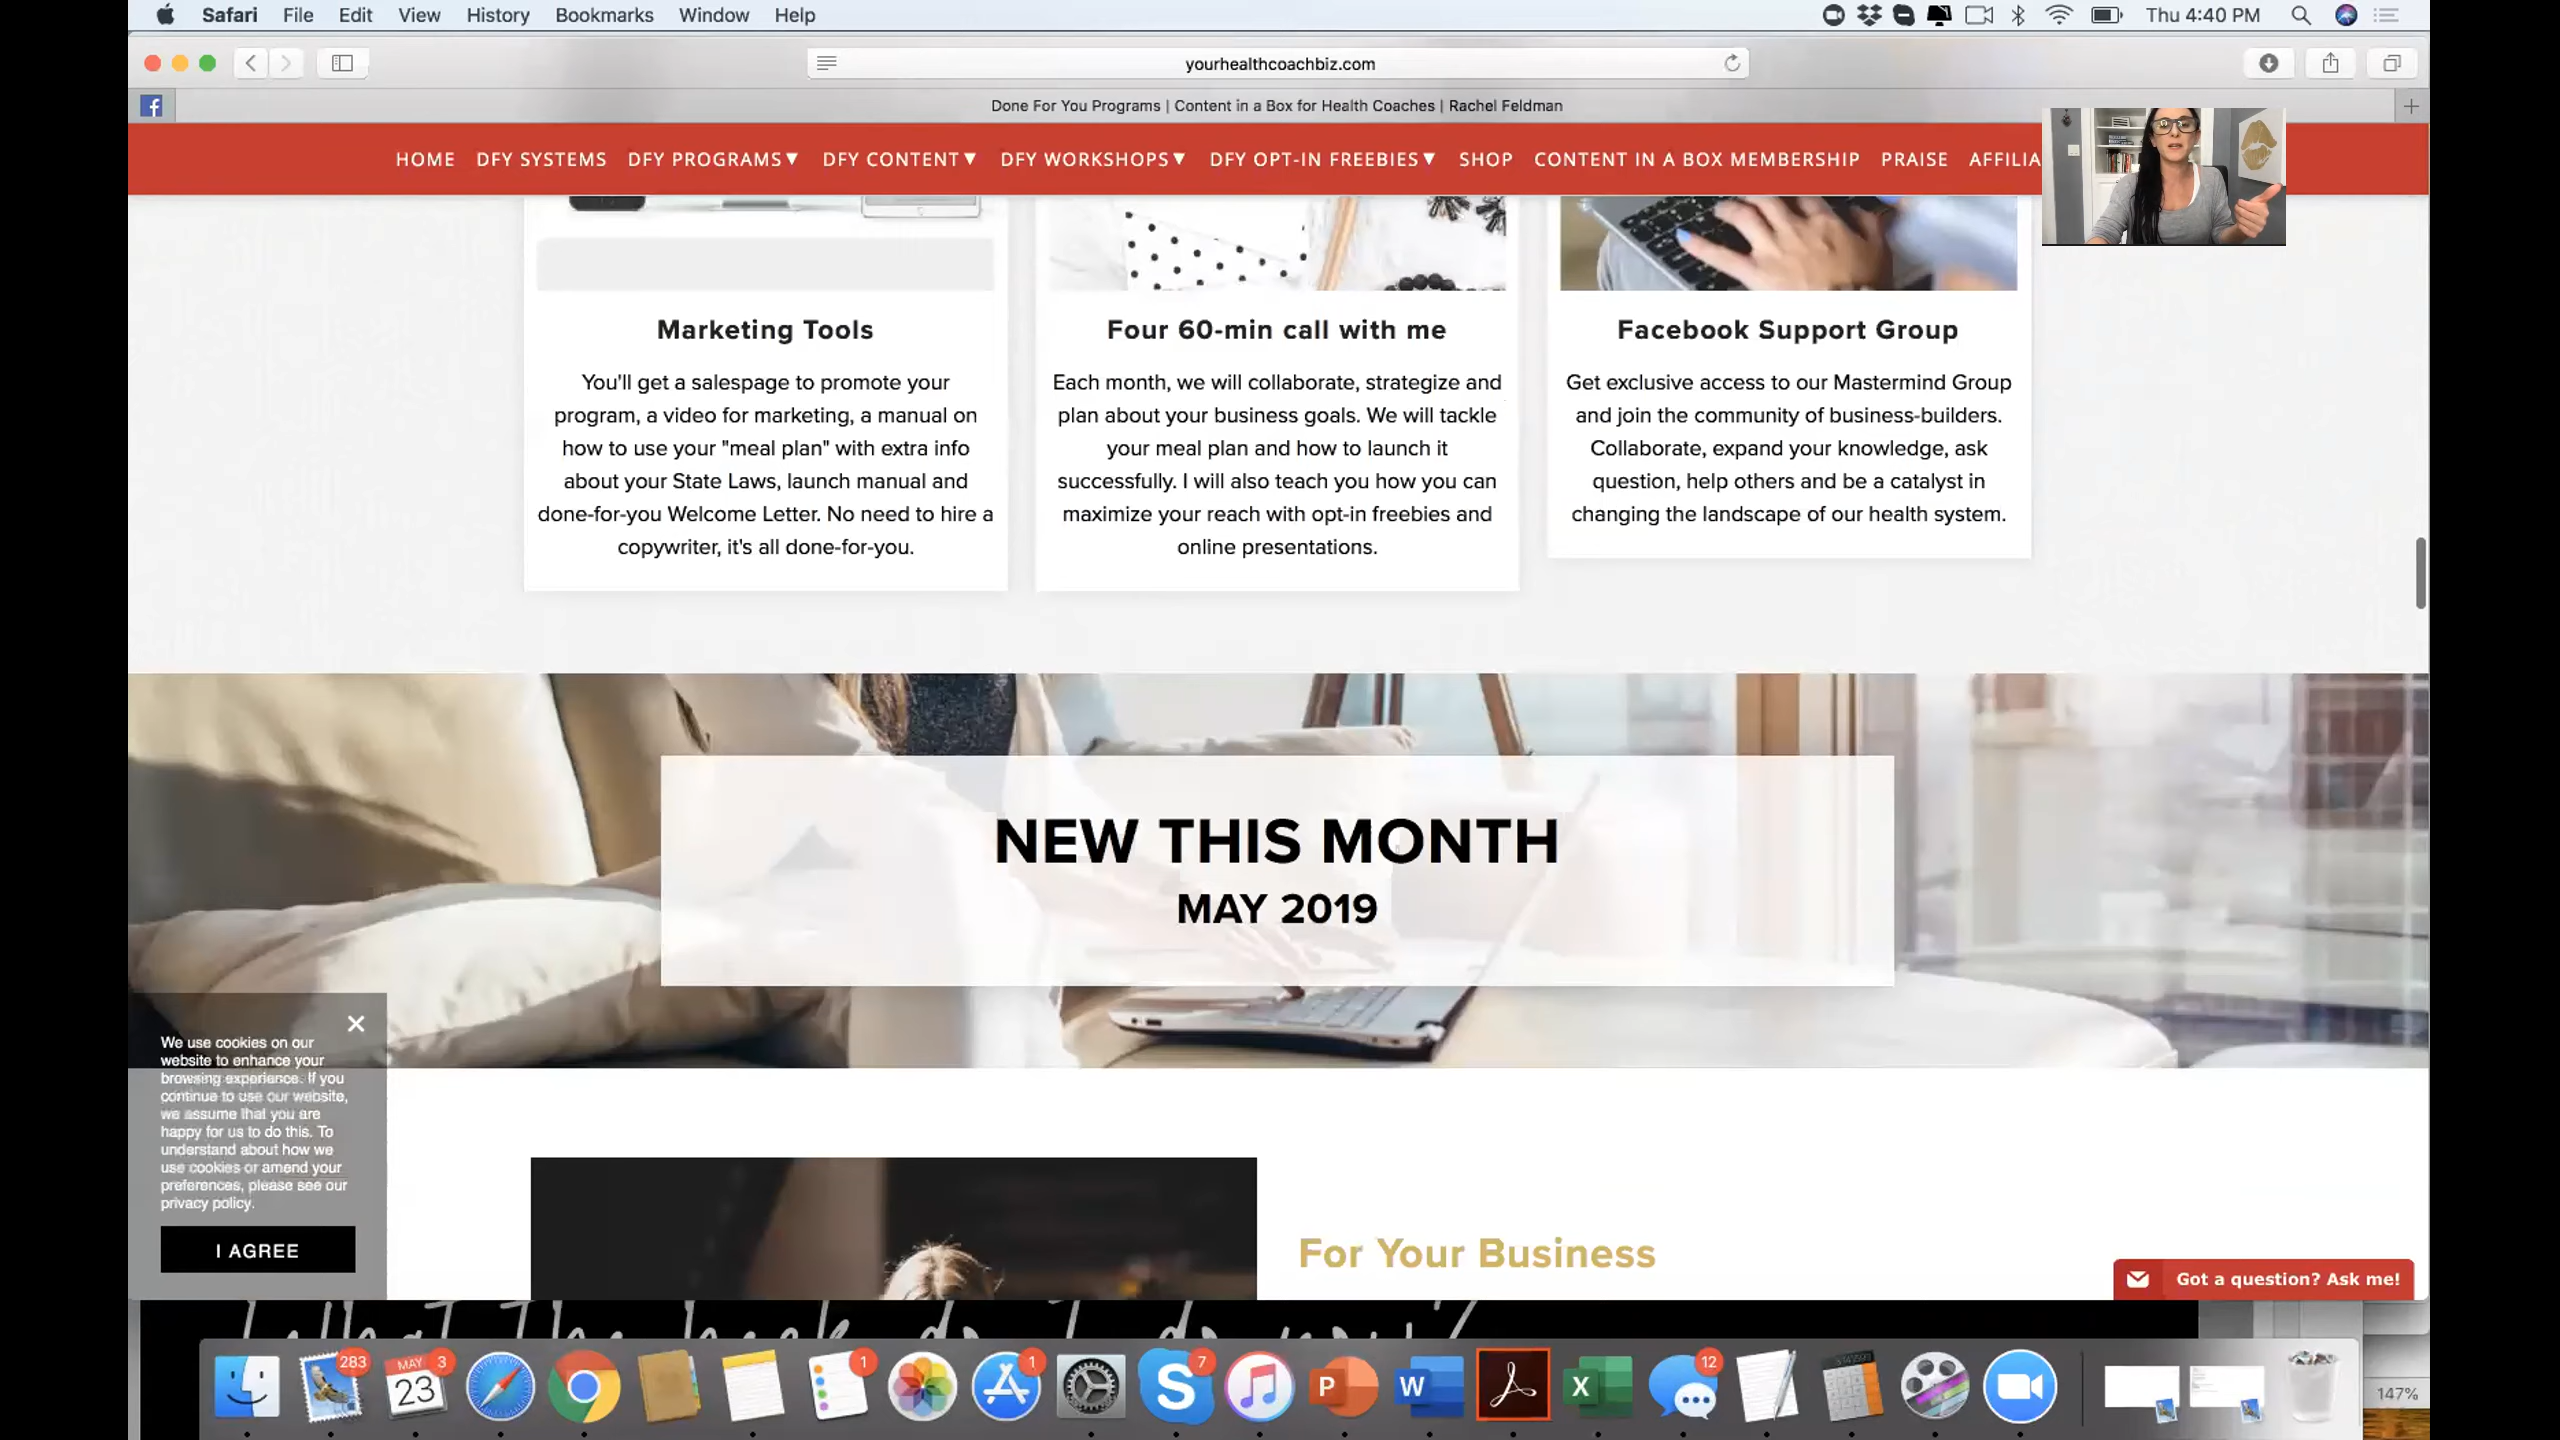 Safari File Edit View History Bookmarks Window Help Thu 4:40 PM
yourhealthcoachbiz.com
Done For You Programs | Content in a Box for Health Coaches | Rachel Feldman
HOME DFY SYSTEMS DFY PROGRAMS▼ DFY CONTENT▼ DFY WORKSHOPS▼ DFY OPT-IN FREEBIES▼ SHOP CONTENT IN A BOX MEMBERSHIP PRAISE AFFILIA
Marketing Tools
You'll get a salespage to promote your
program, a video for marketing, a manual on
how to use your "meal plan" with extra info
about your State Laws, launch manual and
done-for-you Welcome Letter. No need to hire a
copywriter, it's all done-for-you.
Four 60-min call with me
Each month, we will collaborate, strategize and
plan about your business goals. We will tackle
your meal plan and how to launch it
successfully. I will also teach you how you can
maximize your reach with opt-in freebies and
online presentations.
Facebook Support Group
Get exclusive access to our Mastermind Group
and join the community of business-builders.
Collaborate, expand your knowledge, ask
question, help others and be a catalyst in
changing the landscape of our health system.
NEW THIS MONTH
MAY 2019
We use cookies on our
website to enhance your
browsing experience. If you
continue to use our website,
we assume that you are
happy for us to do this. To
understand about how we
use cookies or amend your
preferences, please see our
privacy policy.
I AGREE
For Your Business
Got a question? Ask me!
What the heck do I do now?
283 MAY 3 1 1 7 12
23
147%